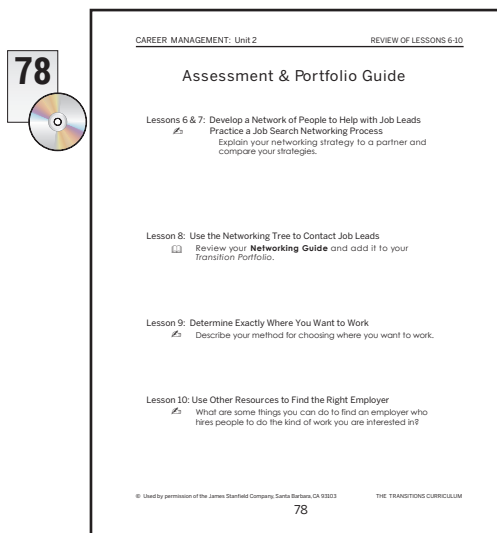 78
CAREER MANAGEMENT: Unit 2 REVIEW OF LESSONS 6-10
Assessment & Portfolio Guide
Lessons 6 & 7: Develop a Network of People to Help with Job Leads
Practice a Job Search Networking Process
Explain your networking strategy to a partner and
compare your strategies.
Lesson 8: Use the Networking Tree to Contact Job Leads
Review your Networking Guide and add it to your
Transition Portfolio.
Lesson 9: Determine Exactly Where You Want to Work
Describe your method for choosing where you want to work.
Lesson 10: Use Other Resources to Find the Right Employer
What are some things you can do to find an employer who
hires people to do the kind of work you are interested in?
© Used by permission of the James Stanfield Company, Santa Barbara, CA 93103 THE TRANSITIONS CURRICULUM
78